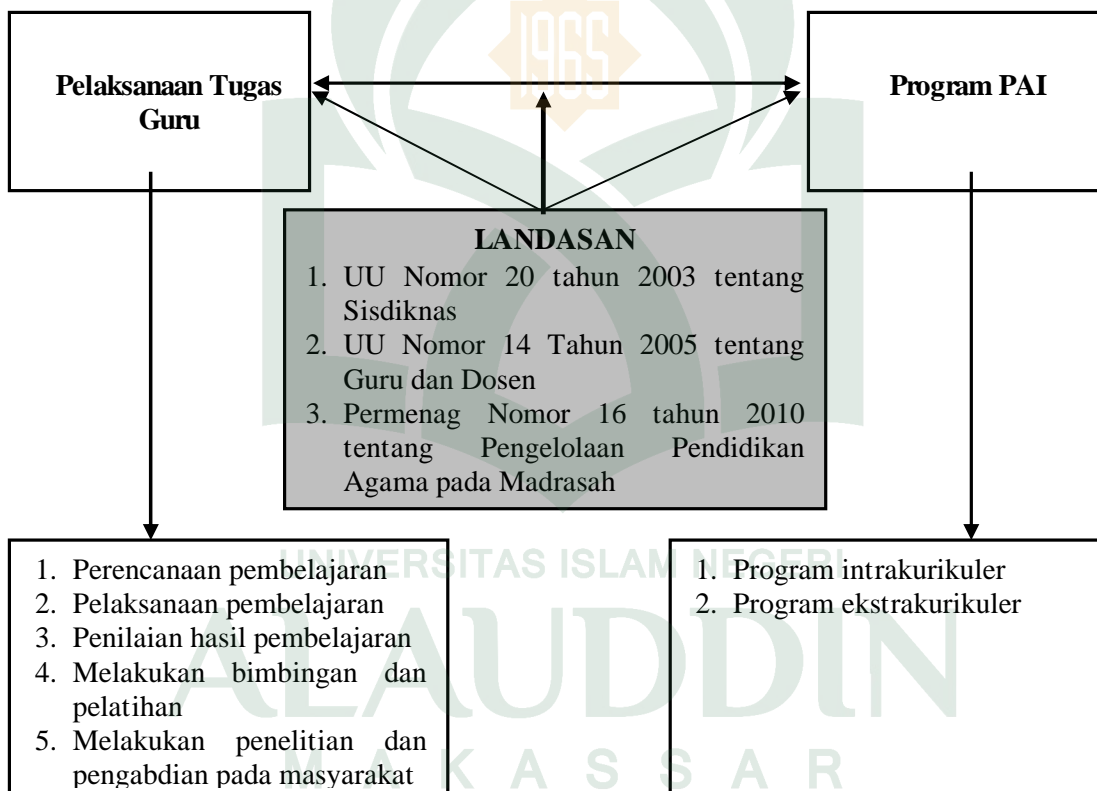 1965
Pelaksanaan Tugas
Guru
Program PAI
LANDASAN
1. UU Nomor 20 tahun 2003 tentang
Sisdiknas
2. UU Nomor 14 Tahun 2005 tentang
Guru dan Dosen
3. Permenag Nomor 16 tahun 2010
tentang Pengelolaan Pendidikan
Agama pada Madrasah
1. Perencanaan pembelajaran
2. Pelaksanaan pembelajaran
3. Penilaian hasil pembelajaran
4. Melakukan bimbingan dan
pelatihan
5. Melakukan penelitian dan
pengabdian pada masyarakat
1. Program intrakurikuler
2. Program ekstrakurikuler
UNIVERSITAS ISLAM NEGERI
ALAUDDIN
MAKASSAR